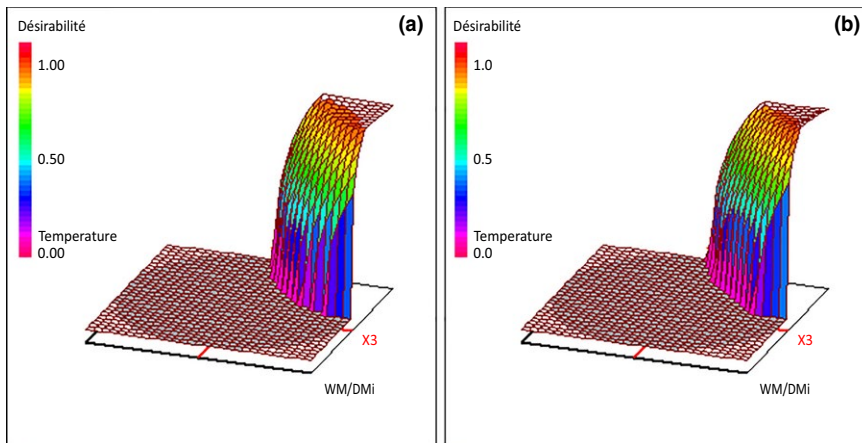 Désirabilité
(a)
1.00
0.50
Temperature
0.00
X3
WM/DMi
Désirabilité
(b)
1.0
0.5
Temperature
0.0
X3
WM/DMi